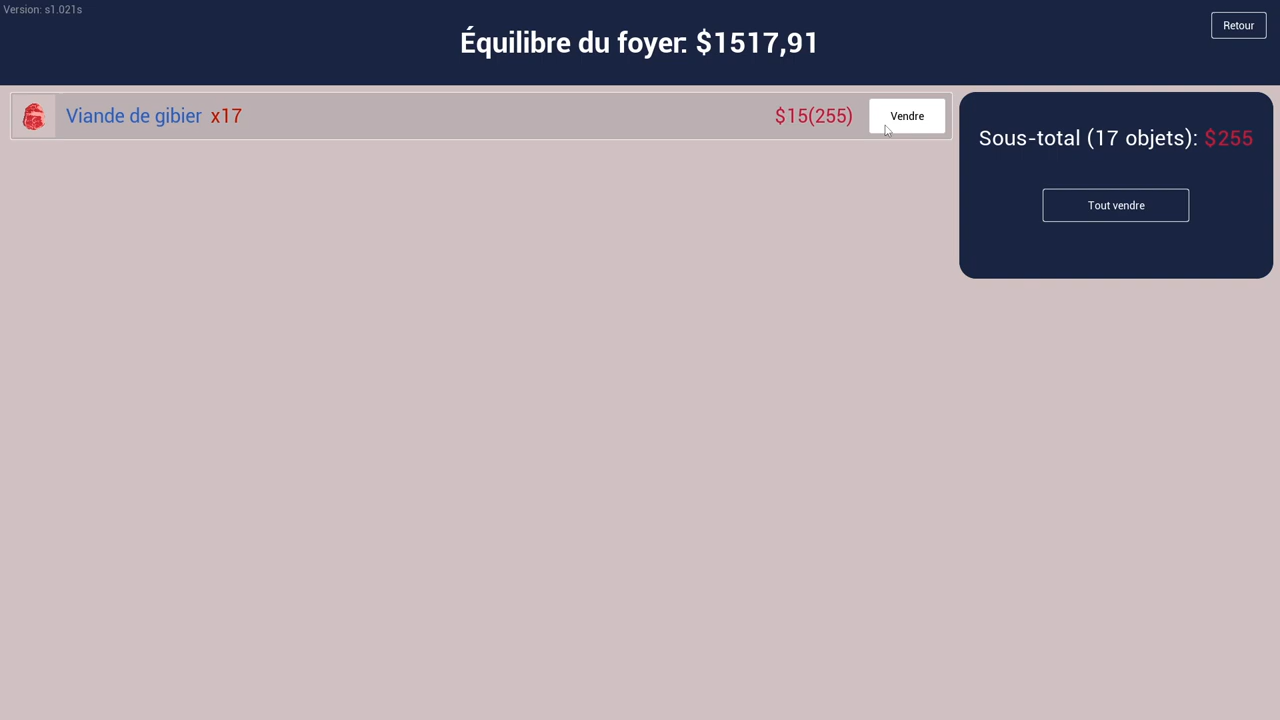 Version: s1.021s
Équilibre du foyer: $1517,91
Retour
Viande de gibier x17 $15(255) Vendre
Sous-total (17 objets): $255
Tout vendre